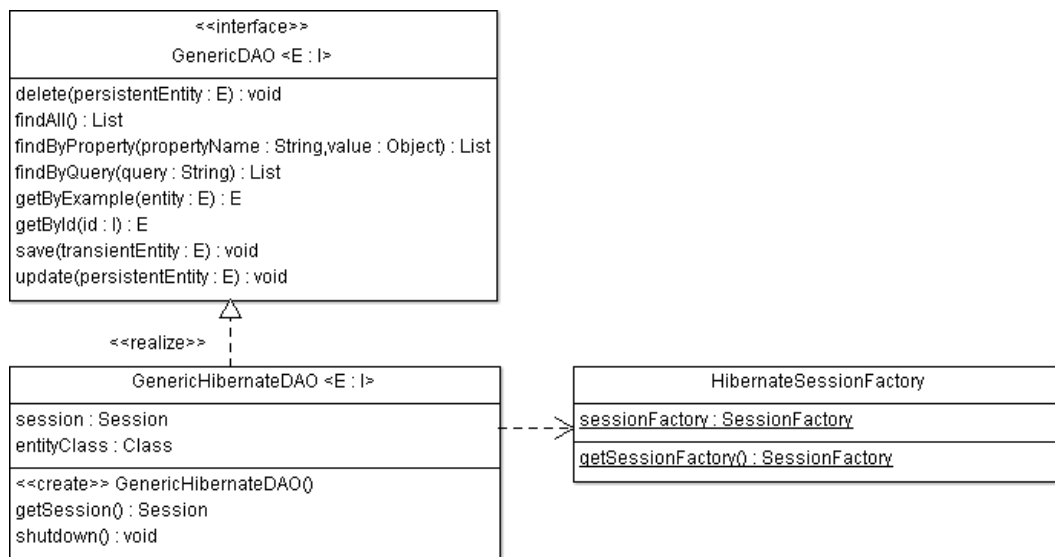 <<interface>>
GenericDAO <E : I>
delete(persistentEntity : E) : void
findAll() : List
findByProperty(propertyName : String,value : Object) : List
findByQuery(query : String) : List
getByExample(entity : E) : E
getById(id : I) : E
save(transientEntity : E) : void
update(persistentEntity : E) : void
<<realize>>
GenericHibernateDAO <E : I>
session : Session
entityClass : Class
<<create>> GenericHibernateDAO()
getSession() : Session
shutdown() : void
HibernateSessionFactory
sessionFactory : SessionFactory
getSessionFactory() : SessionFactory